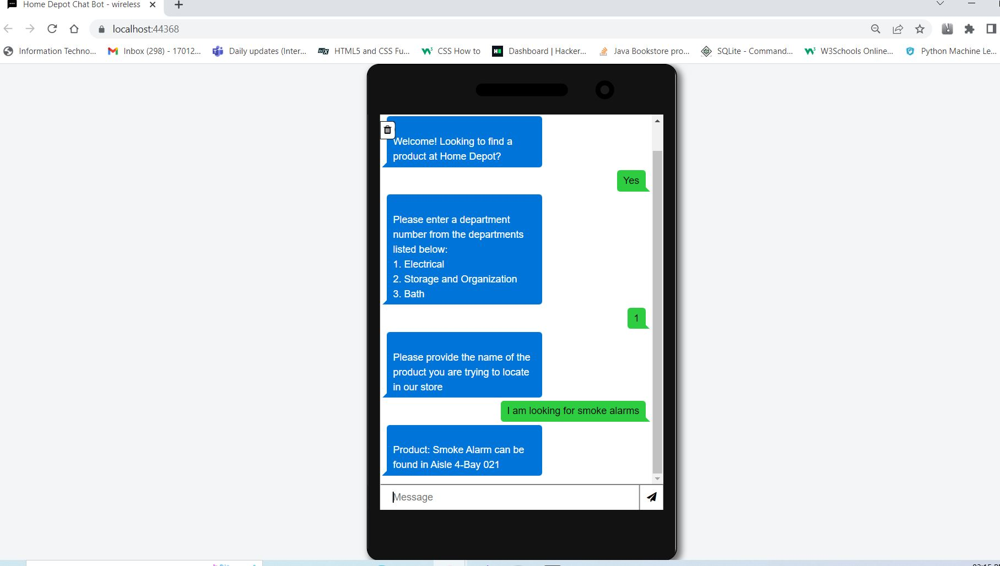 Home Depot Chat Bot - wireless
localhost:44368
Information Techno...
Inbox (298) - 17012...
Daily updates (Inter...
edX
HTML5 and CSS Fu...
CSS How to
H
Dashboard | Hacker...
Java Bookstore pro...
SQLite - Command...
W3Schools Online...
Python Machine Le...
Welcome! Looking to find a
product at Home Depot?
Yes
Please enter a department
number from the departments
listed below:
1. Electrical
2. Storage and Organization
3. Bath
1
Please provide the name of the
product you are trying to locate
in our store
I am looking for smoke alarms
Product: Smoke Alarm can be
found in Aisle 4-Bay 021
Message